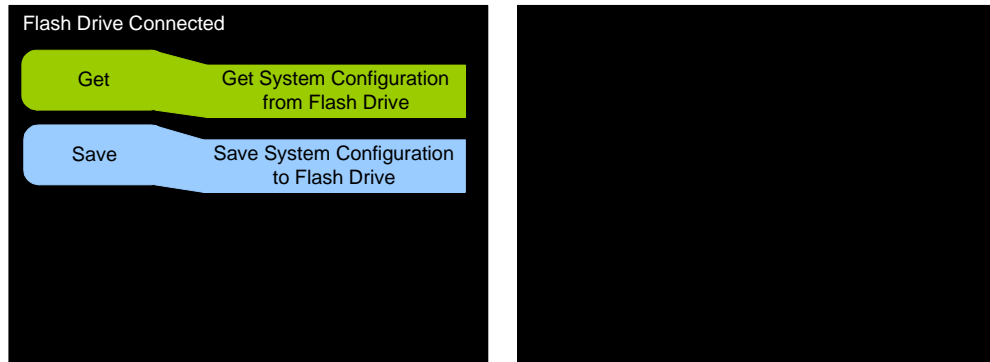 Flash Drive Connected
Get
Get System Configuration
from Flash Drive
Save
Save System Configuration
to Flash Drive